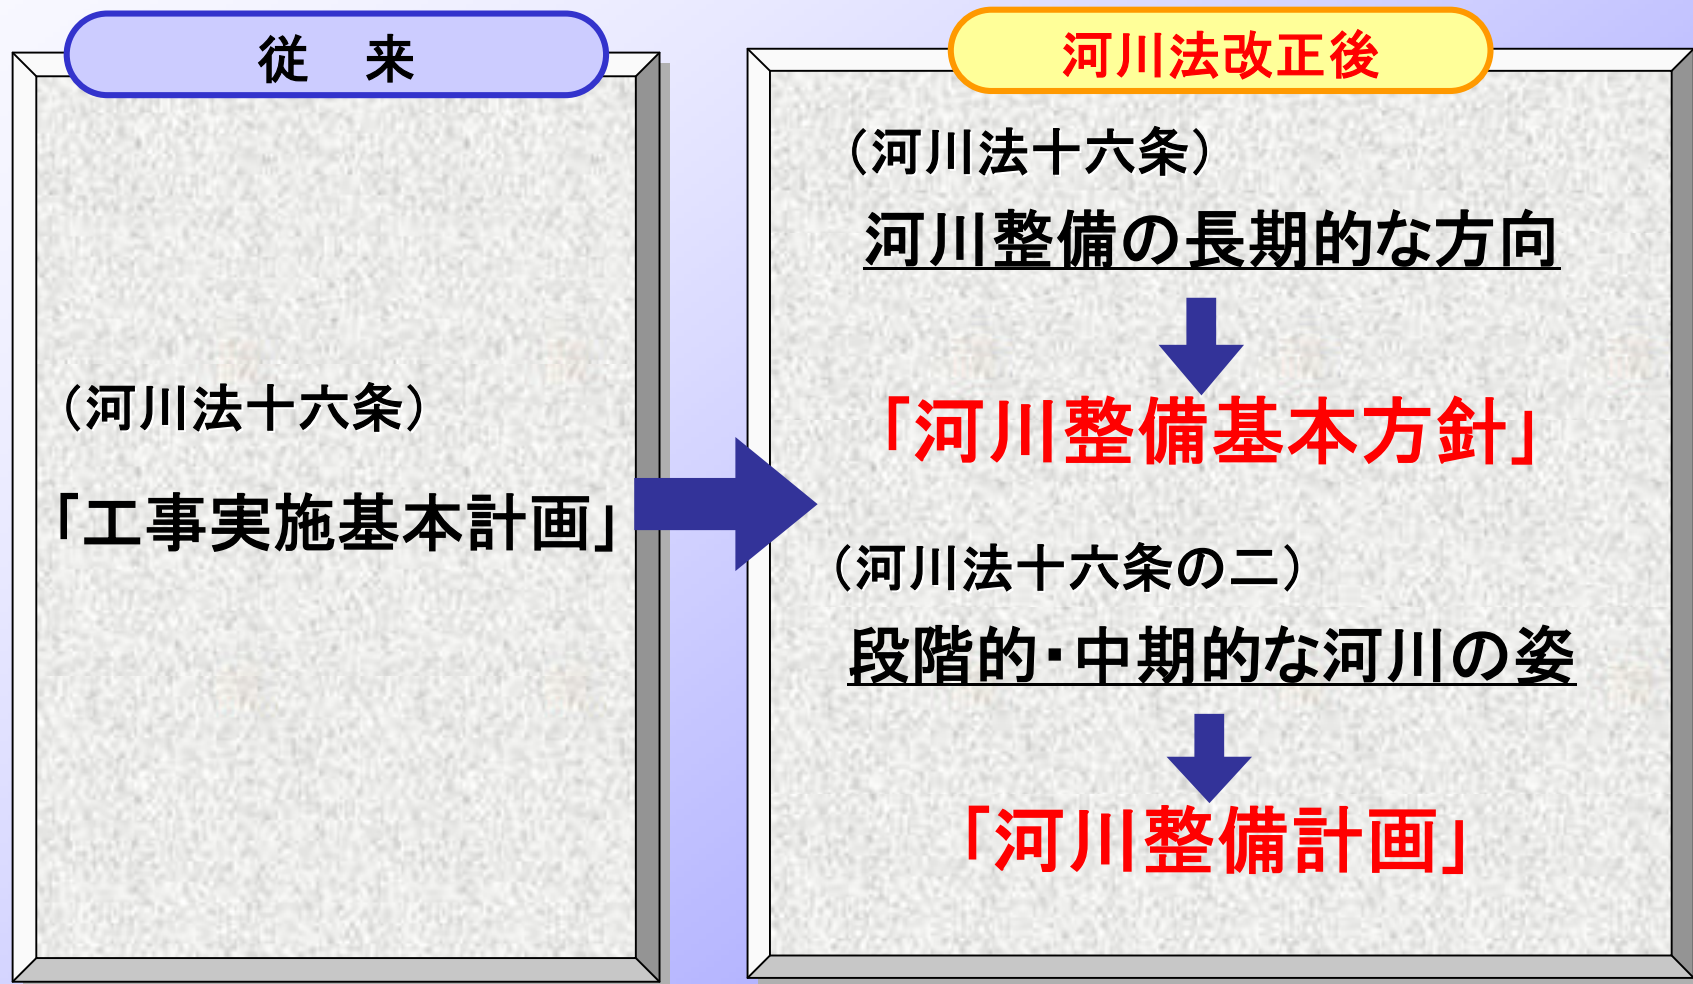 従　来
（河川法十六条）
「工事実施基本計画」
河川法改正後
（河川法十六条）
河川整備の長期的な方向
「河川整備基本方針」
（河川法十六条の二）
段階的・中期的な河川の姿
「河川整備計画」